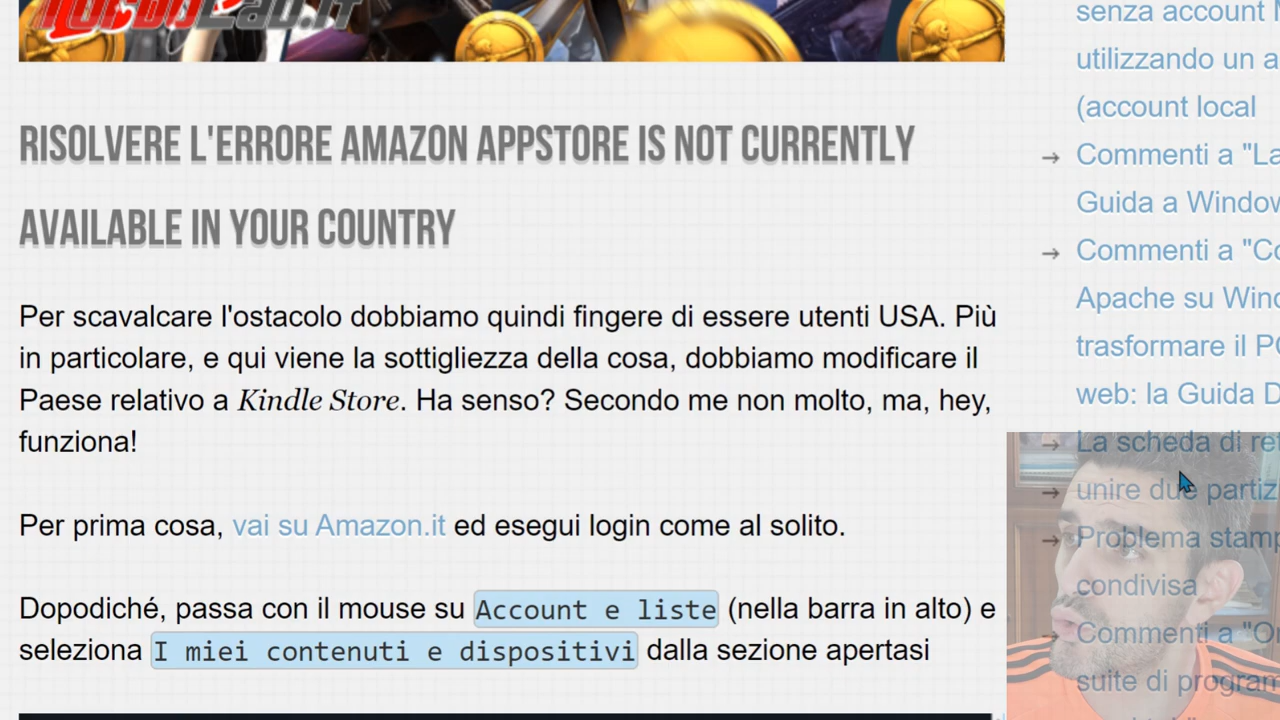 TurboLab.it
RISOLVERE L'ERRORE AMAZON APPSTORE IS NOT CURRENTLY
AVAILABLE IN YOUR COUNTRY
Per scavalcare l'ostacolo dobbiamo quindi fingere di essere utenti USA. Più
in particolare, e qui viene la sottigliezza della cosa, dobbiamo modificare il
Paese relativo a Kindle Store. Ha senso? Secondo me non molto, ma, hey,
funziona!
Per prima cosa, vai su Amazon.it ed esegui login come al solito.
Dopodiché, passa con il mouse su Account e liste (nella barra in alto) e
seleziona I miei contenuti e dispositivi dalla sezione apertasi
senza account
utilizzando un a
(account local
Commenti a "La
Guida a Window
Commenti a "Co
Apache su Wind
trasformare il PC
web: la Guida D
La scheda di re
unire due partiz
Problema stamp
condivisa
Commenti a "O
suite di program